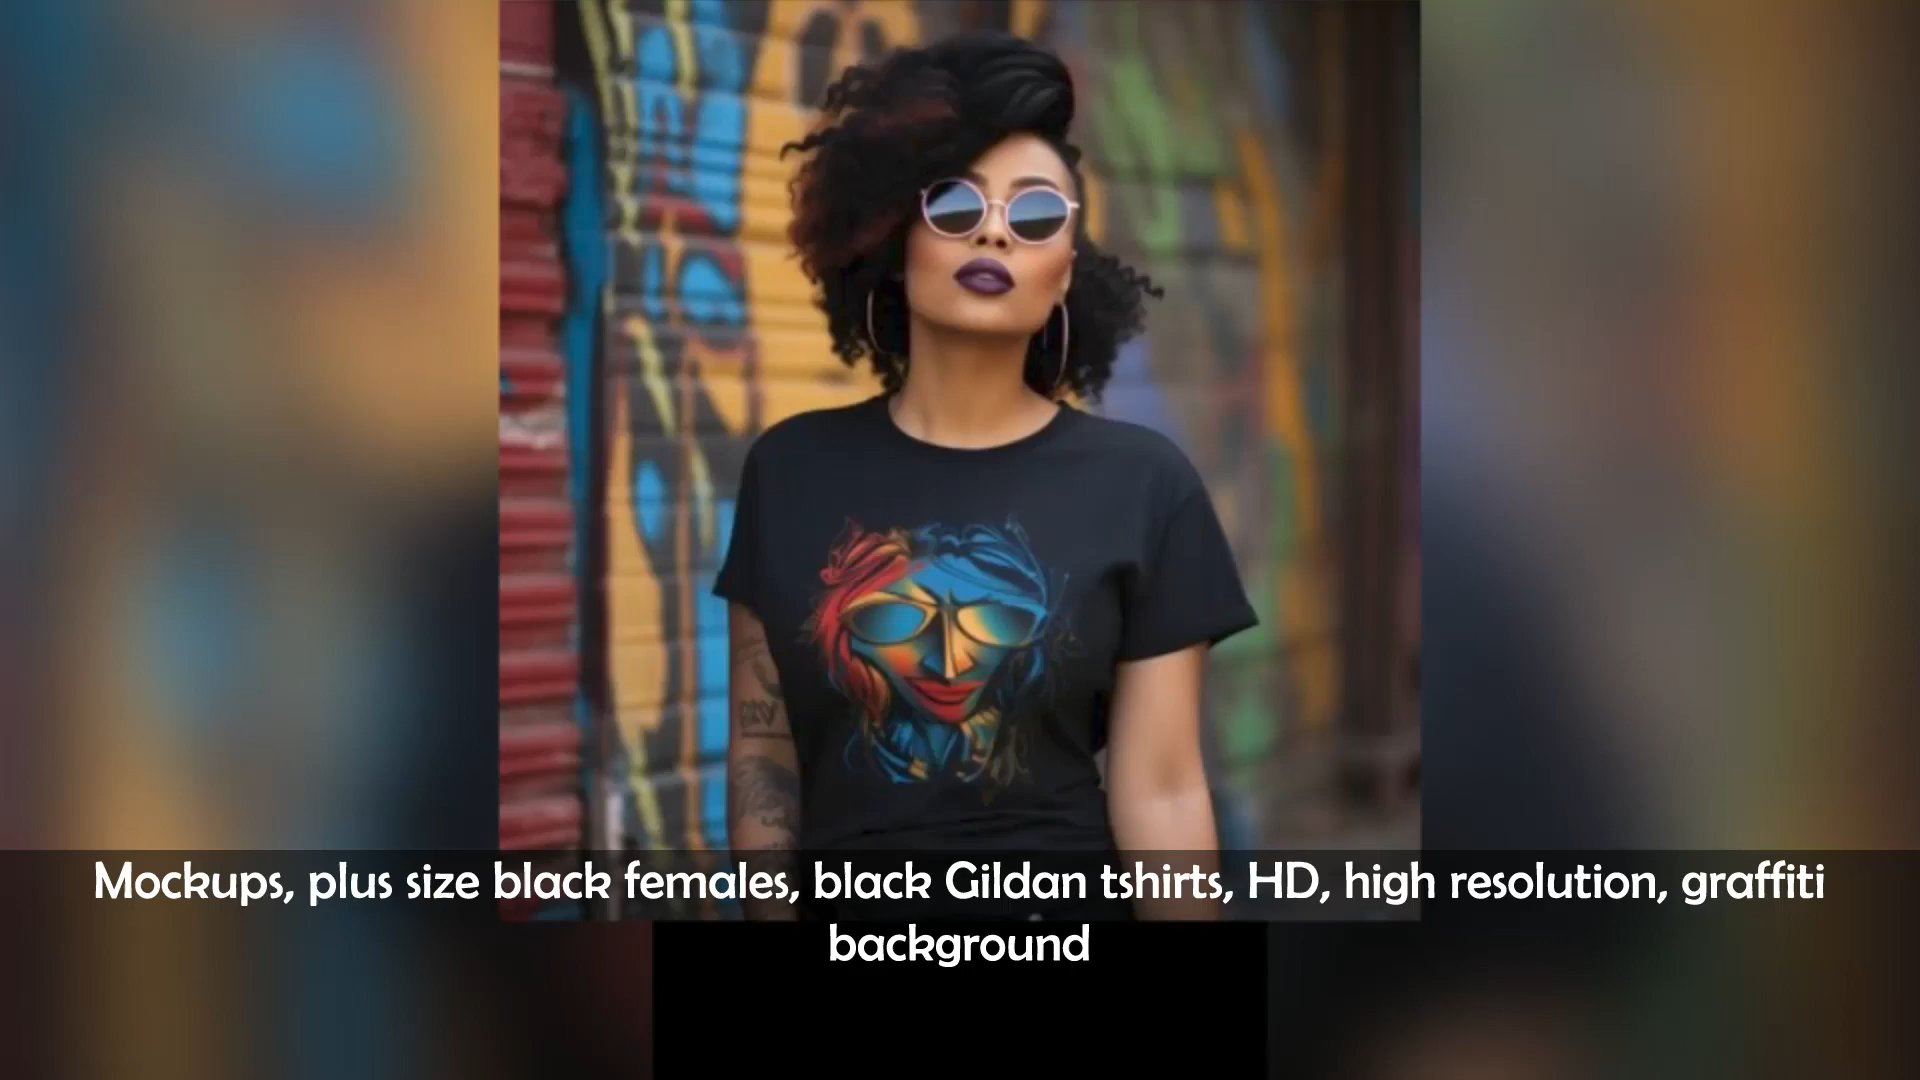 Mockups, plus size black females, black Gildan tshirts, HD, high resolution, graffiti
background